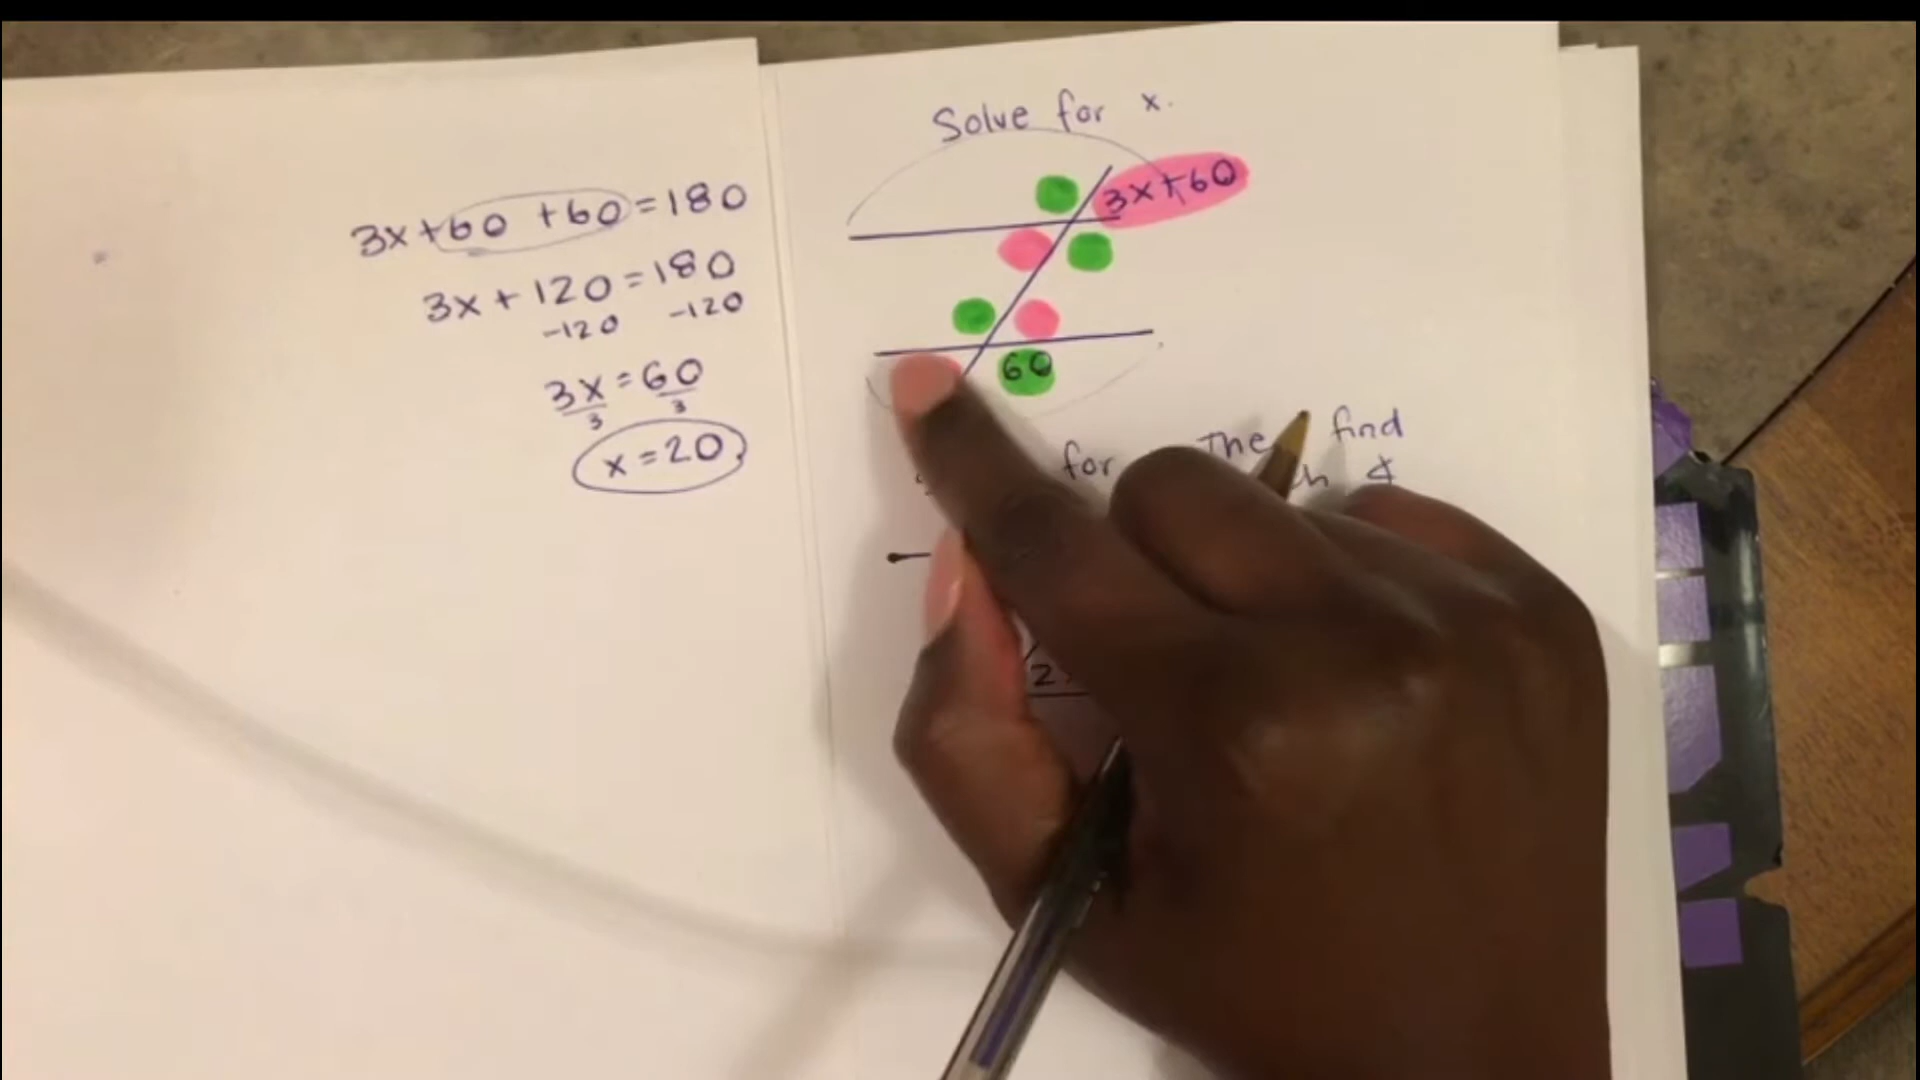 3x+60 +60=180
3x+120=180
-120 -120
3x=60
3 3
x=20
Solve for x.
3x+60
60
for The find